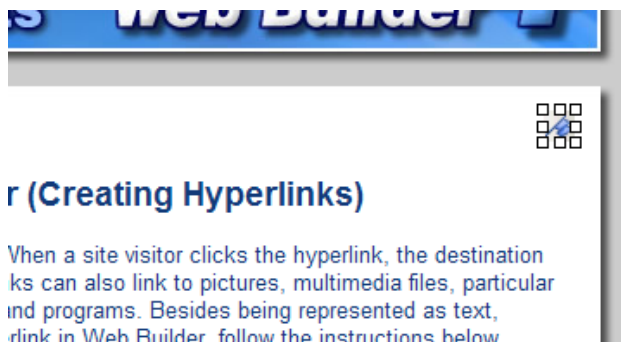 s Web Builder
r (Creating Hyperlinks)
When a site visitor clicks the hyperlink, the destination
ks can also link to pictures, multimedia files, particular
and programs. Besides being represented as text,
rlink in Web Builder, follow the instructions below